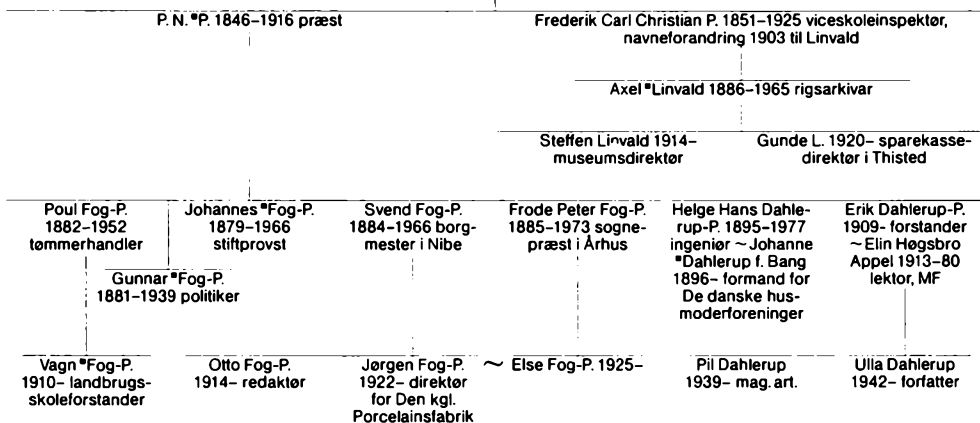 P. N. *P. 1846–1916 præst
Frederik Carl Christian P. 1851–1925 viceskoleinspektør,
navneforandring 1903 til Linvald
Axel *Linvald 1886–1965 rigsarkivar
Steffen Linvald 1914–
museumsdirektør
Gunde L. 1920– sparekasse-
direktør i Thisted
Poul Fog-P.
1882–1952
tømmerhandler
Johannes *Fog-P.
1879–1966
stiftprovst
Svend Fog-P.
1884–1966 borg-
mester i Nibe
Frode Peter Fog-P.
1885–1973 sogne-
præst i Århus
Helge Hans Dahle-
rup-P. 1895–1977
ingeniør ~ Johanne
*Dahlerup f. Bang
1896– formand for
De danske hus-
moderforeninger
Erik Dahlerup-P.
1909– forstander
~ Elin Høgsbro
Appel 1913–80
lektor, MF
Gunnar *Fog-P.
1881–1939 politiker
Vagn *Fog-P.
1910– landbrugs-
skoleforstander
Otto Fog-P.
1914– redaktør
Jørgen Fog-P.
1922– direktør
for Den kgl.
Porcelainsfabrik
~ Else Fog-P. 1925–
Pil Dahlerup
1939– mag. art.
Ulla Dahlerup
1942– forfatter